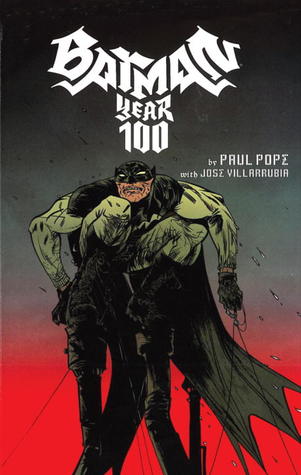 BATMAN
YEAR
100
by PAUL POPE
with JOSE VILLARRUBIA